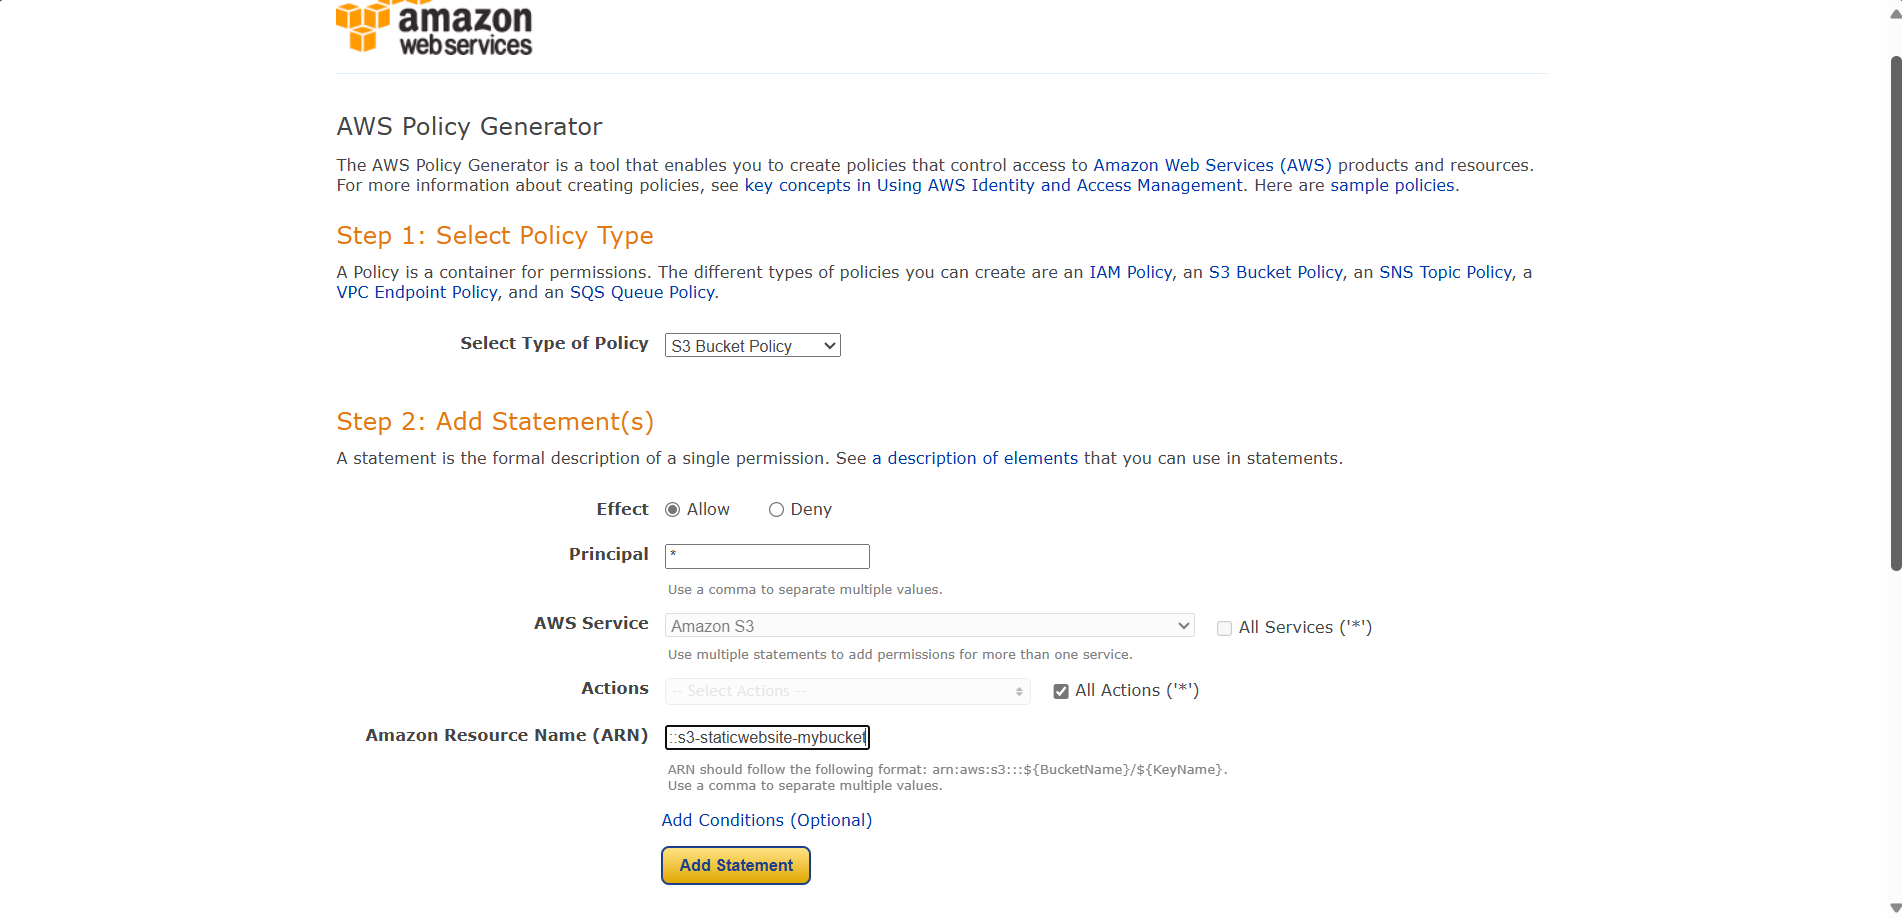 amazon
web services
AWS Policy Generator
The AWS Policy Generator is a tool that enables you to create policies that control access to Amazon Web Services (AWS) products and resources.
For more information about creating policies, see key concepts in Using AWS Identity and Access Management. Here are sample policies.
Step 1: Select Policy Type
A Policy is a container for permissions. The different types of policies you can create are an IAM Policy, an S3 Bucket Policy, an SNS Topic Policy, a
VPC Endpoint Policy, and an SQS Queue Policy.
Select Type of Policy S3 Bucket Policy
Step 2: Add Statement(s)
A statement is the formal description of a single permission. See a description of elements that you can use in statements.
Effect Allow Deny
Principal *
Use a comma to separate multiple values.
AWS Service Amazon S3 All Services ('*')
Use multiple statements to add permissions for more than one service.
Actions -- Select Actions -- All Actions ('*')
Amazon Resource Name (ARN) ::s3-staticwebsite-mybucket
ARN should follow the following format: arn:aws:s3:::${BucketName}/${KeyName}.
Use a comma to separate multiple values.
Add Conditions (Optional)
Add Statement